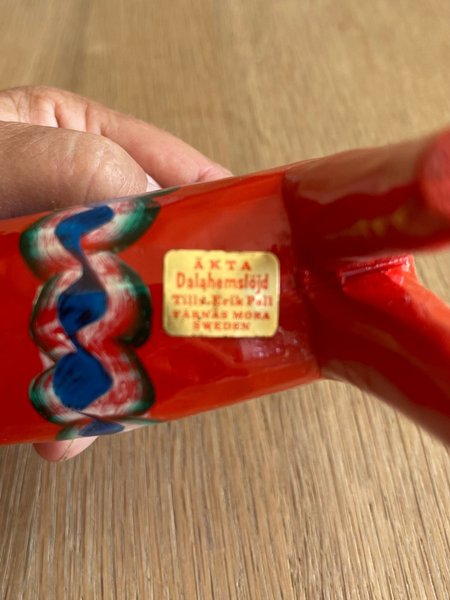 ÄKTA
Dalahemslöjd
Tillv. Erik Pell
FÄRNÄS MORA
SWEDEN